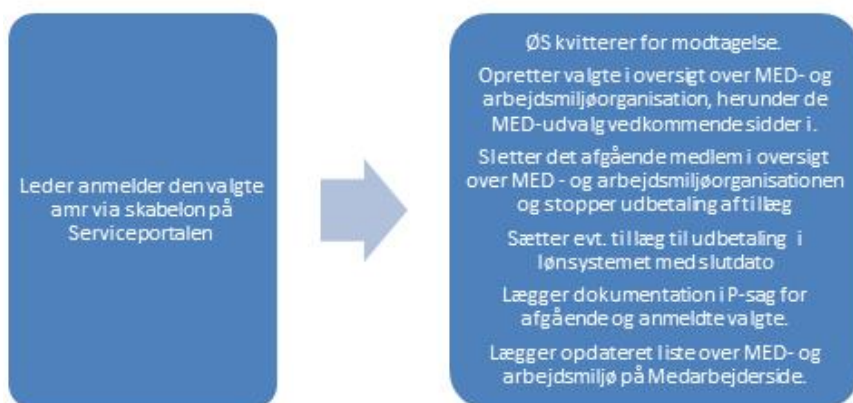 Leder anmelder den valgte
amr via skabelon på
Serviceportalen
ØS kvitterer for modtagelse.
Opretter valgte i oversigt over MED- og
arbejdsmiljøorganisation, herunder de
MED-udvalg vedkommende sidder i.
Sletter det afgående medlem i oversigt
over MED - og arbejdsmiljøorganisationen
og stopper udbetaling af tillæg
Sætter evt. tillæg til udbetaling i
lønsystemet med slutdato
Lægger dokumentation i P-sag for
afgående og anmeldte valgte.
Lægger opdateret liste over MED- og
arbejdsmiljø på Medarbejderside.